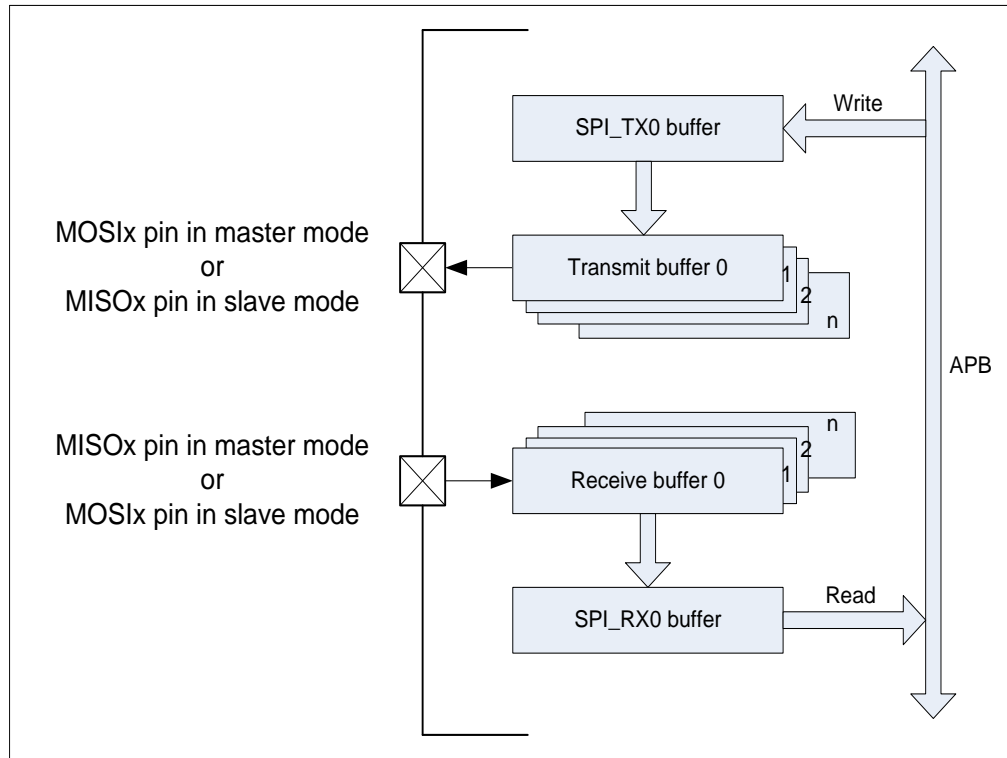 Write
SPI_TX0 buffer
MOSIx pin in master mode
or
MISOx pin in slave mode
Transmit buffer 0
1
2
n
APB
MISOx pin in master mode
or
MOSIx pin in slave mode
n
2
1
Receive buffer 0
SPI_RX0 buffer
Read